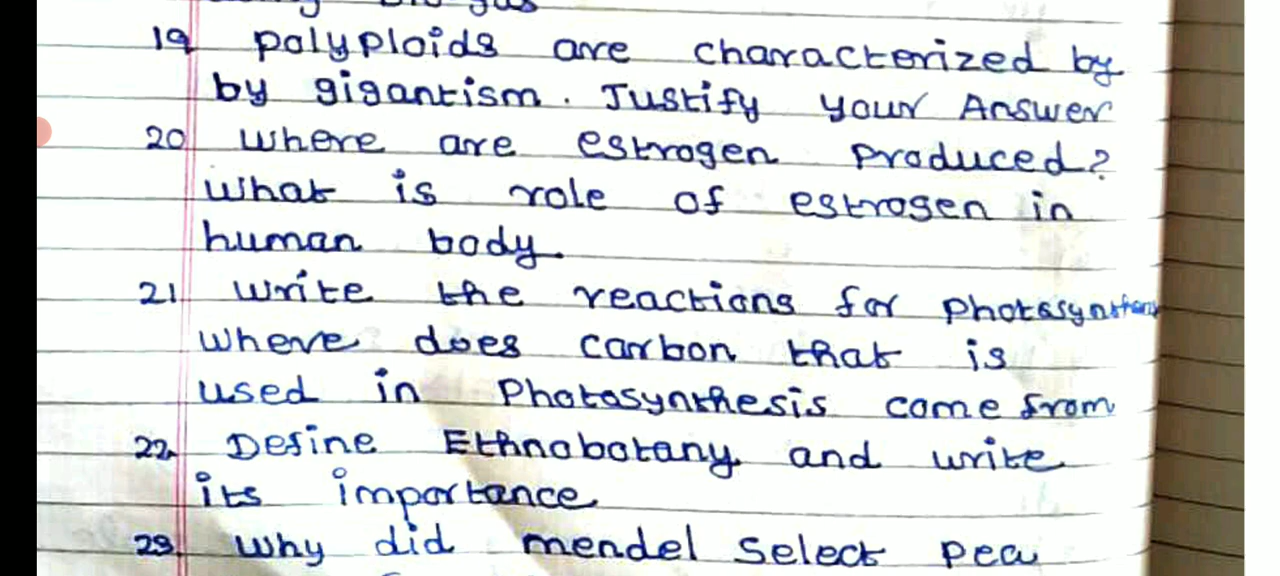 19 polyploids are characterized by
by gigantism. Justify your Answer
20 where are estrogen produced?
what is role of estrogen in
human body.
21 write the reactions for photosynthesis
where does carbon that is
used in Photosynthesis come from
22 Define Ethnobotany and write
its importance
23 why did mendel select pea